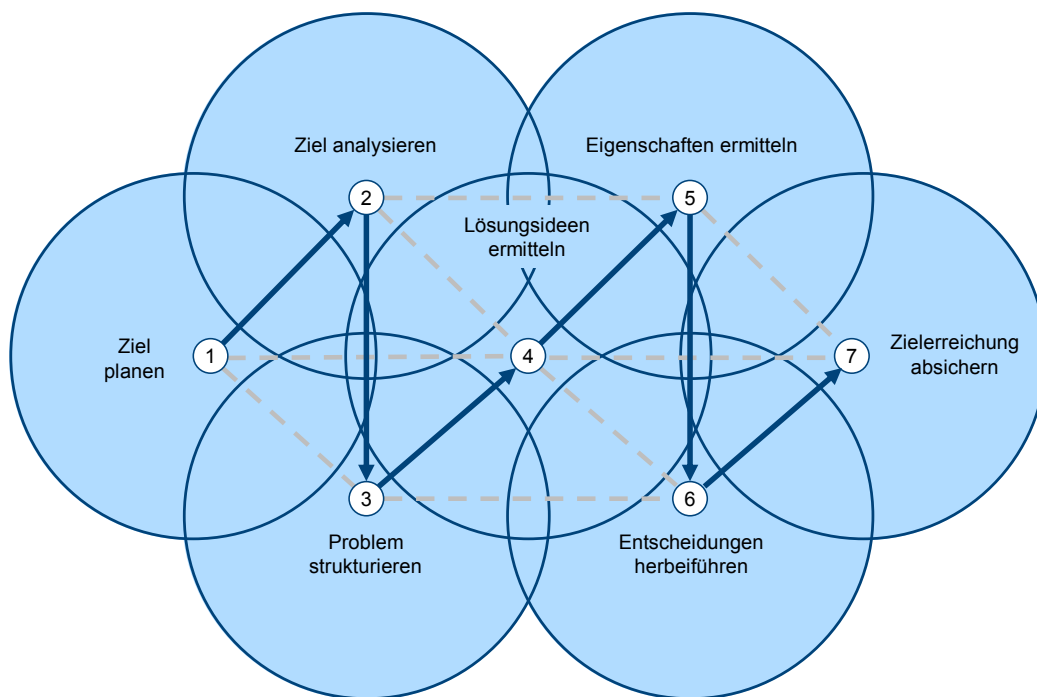 Ziel analysieren
Eigenschaften ermitteln
2
5
Lösungsideen
ermitteln
Ziel
planen
1
4
7
Zielerreichung
absichern
3
6
Problem
strukturieren
Entscheidungen
herbeiführen